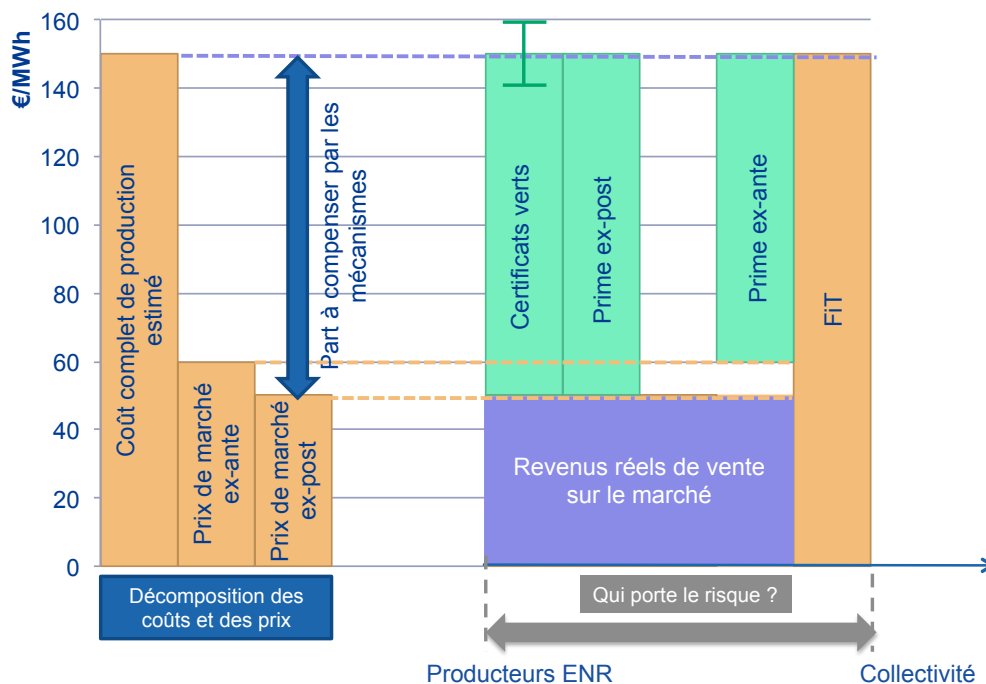 €/MWh
160
140
120
100
80
60
40
20
0
Coût complet de production
estimé
Prix de marché
ex-ante
Prix de marché
ex-post
Part à compenser par les
mécanismes
Certificats verts
Prime ex-post
Prime ex-ante
FiT
Revenus réels de vente
sur le marché
Décomposition des
coûts et des prix
Qui porte le risque ?
Producteurs ENR
Collectivité